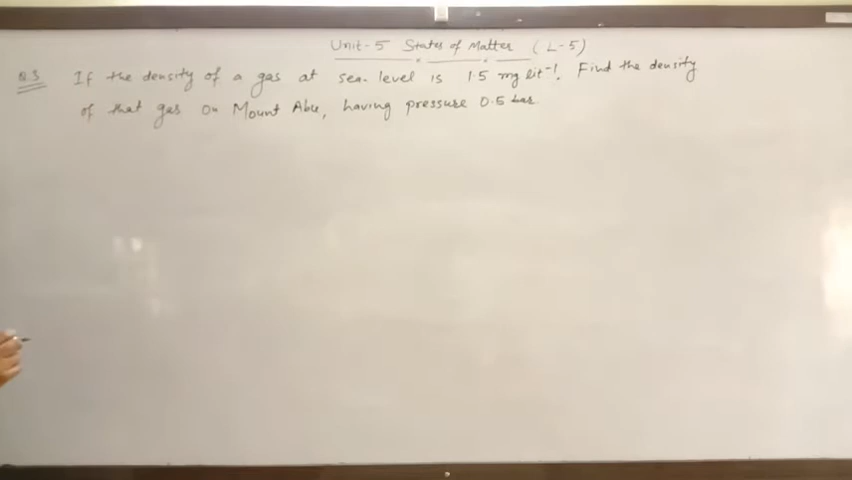 Unit-5 States of Matter (L-5)
Q.3 If the density of a gas at sea level is 1.5 mg lit⁻¹. Find the density
of that gas on Mount Abu, having pressure 0.5 bar